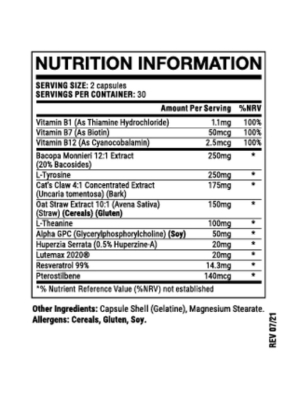 NUTRITION INFORMATION
SERVING SIZE: 2 capsules
SERVINGS PER CONTAINER: 30
Amount Per Serving %NRV
Vitamin B1 (As Thiamine Hydrochloride) 1.1mg 100%
Vitamin B7 (As Biotin) 50mcg 100%
Vitamin B12 (As Cyanocobalamin) 2.5mcg 100%
Bacopa Monnieri 12:1 Extract 250mg *
(20% Bacosides)
L-Tyrosine 250mg *
Cat's Claw 4:1 Concentrated Extract 175mg *
(Uncaria tomentosa) (Bark)
Oat Straw Extract 10:1 (Avena Sativa) 150mg *
(Straw) (Cereals) (Gluten)
L-Theanine 100mg *
Alpha GPC (Glycerylphosphorylcholine) (Soy) 50mg *
Huperzia Serrata (0.5% Huperzine-A) 20mg *
Lutemax 2020® 20mg *
Resveratrol 99% 14.3mg *
Pterostilbene 140mcg *
*% Nutrient Reference Value (%NRV) not established
Other Ingredients: Capsule Shell (Gelatine), Magnesium Stearate.
Allergens: Cereals, Gluten, Soy.
REV 07/21